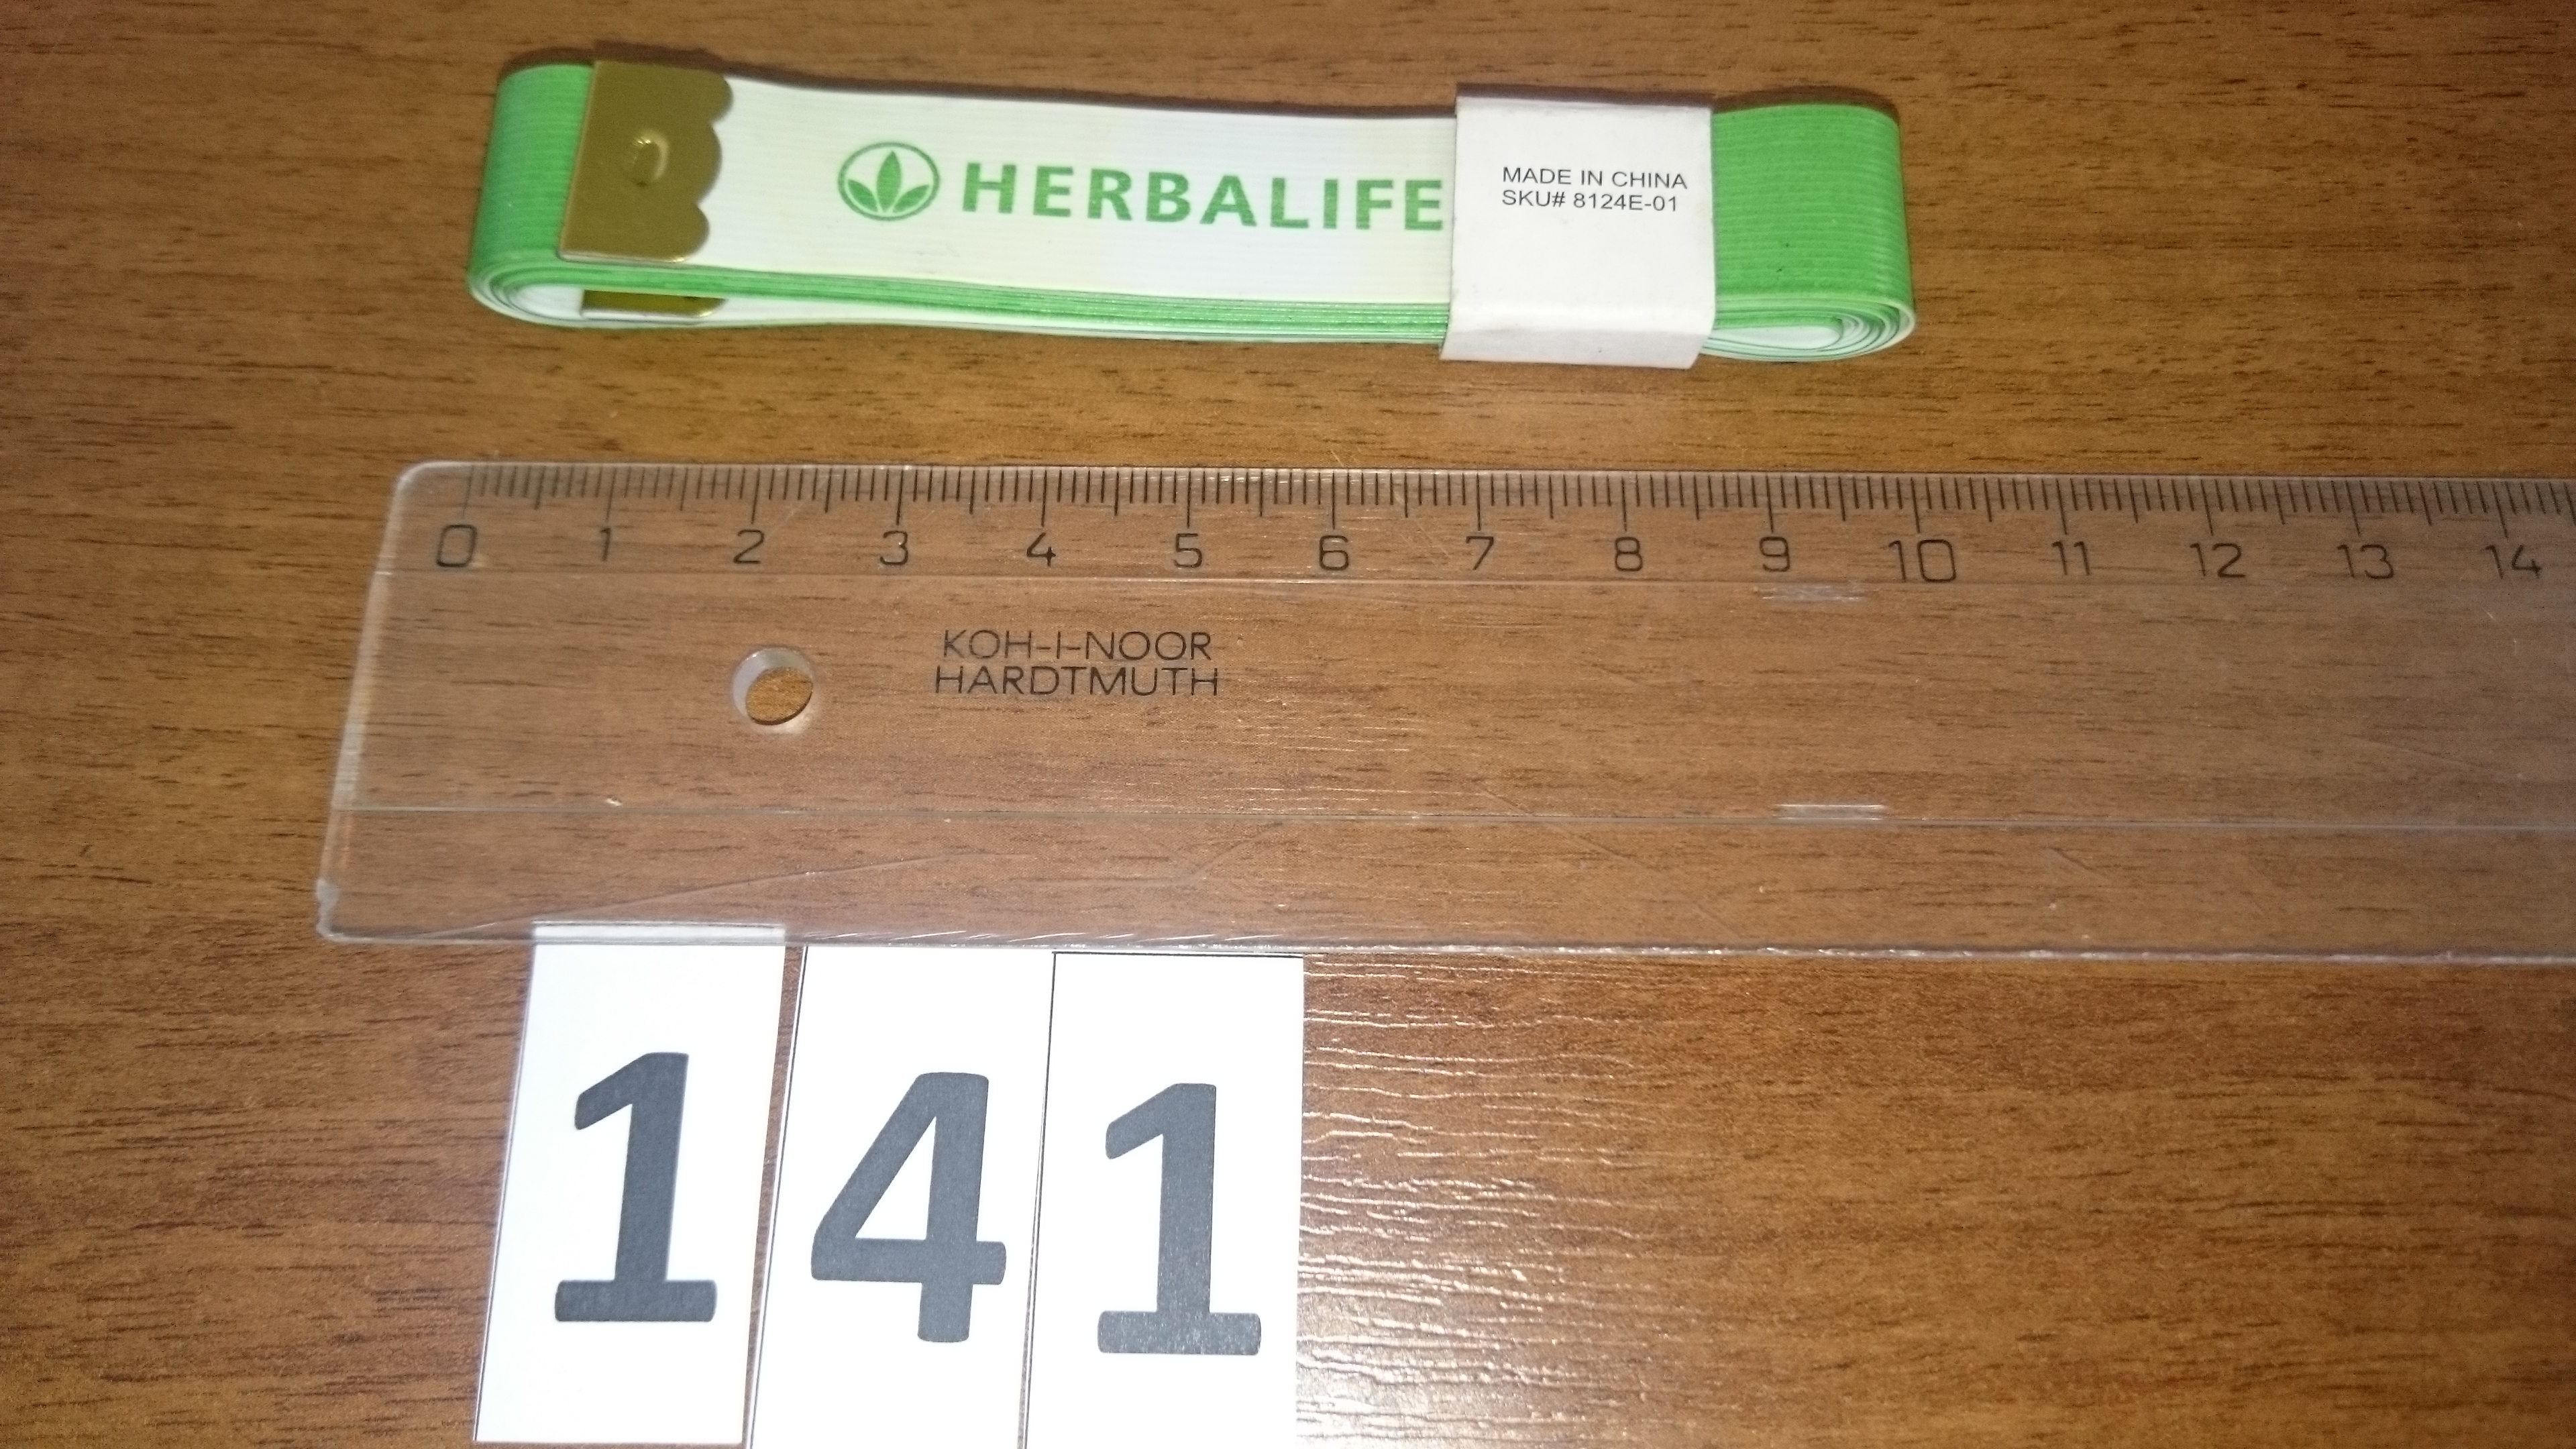 HERBALIFE
MADE IN CHINA
SKU# 8124E-01
0 1 2 3 4 5 6 7 8 9 10 11 12 13 14
KOH-I-NOOR
HARDTMUTH
1 4 1